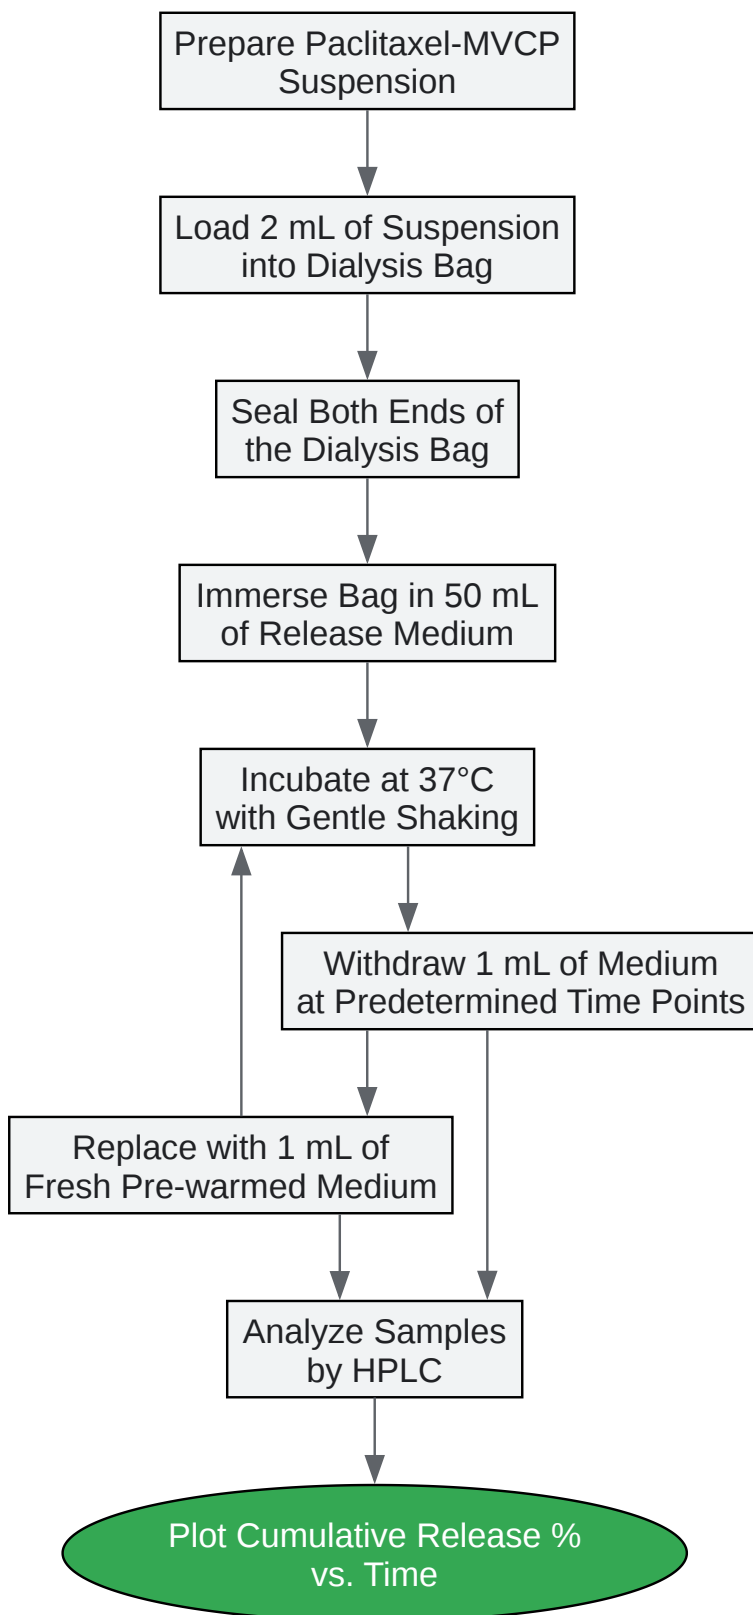 Prepare Paclitaxel-MVCP
Suspension
Load 2 mL of Suspension
into Dialysis Bag
Seal Both Ends of
the Dialysis Bag
Immerse Bag in 50 mL
of Release Medium
Incubate at 37°C
with Gentle Shaking
Withdraw 1 mL of Medium
at Predetermined Time Points
Replace with 1 mL of
Fresh Pre-warmed Medium
Analyze Samples
by HPLC
Plot Cumulative Release %
vs. Time